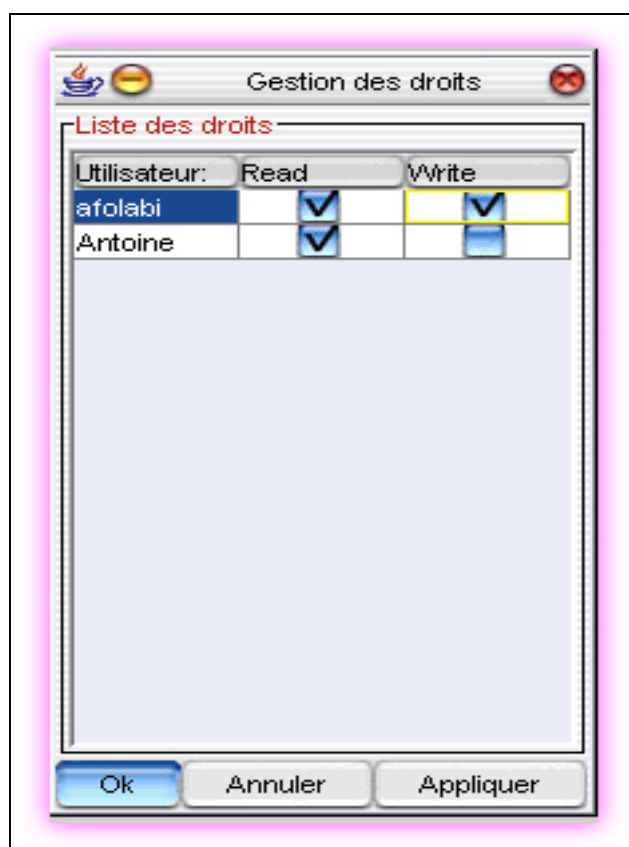 Gestion des droits
Liste des droits
Utilisateur: Read Write
afolabi
Antoine
Ok Annuler Appliquer